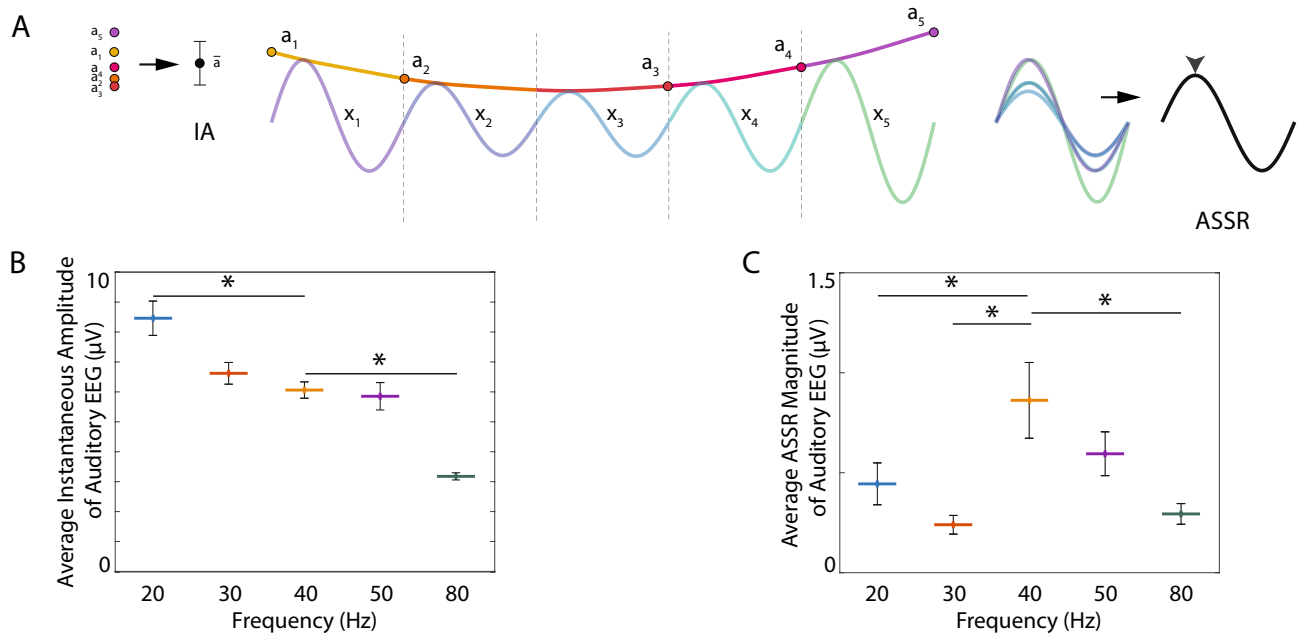 A
a₅
a₁
a₄
a₂
a₃
a̅
IA
a₁
a₂
a₃
a₄
a₅
x₁
x₂
x₃
x₄
x₅
ASSR
B
Average Instantaneous Amplitude
of Auditory EEG (µV)
10
0
*
*
20 30 40 50 80
Frequency (Hz)
C
Average ASSR Magnitude
of Auditory EEG (µV)
1.5
0
*
*
*
20 30 40 50 80
Frequency (Hz)